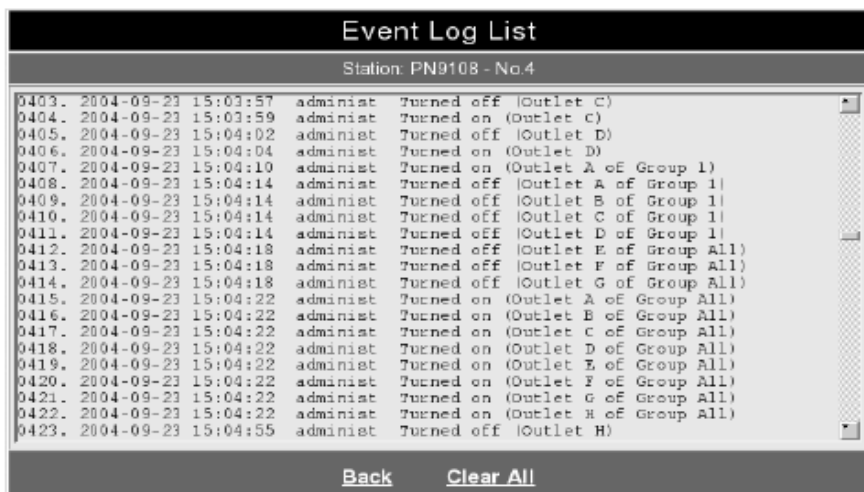 Event Log List
Station: PN9108 - No.4
0403. 2004-09-23 15:03:57 administ Turned off (Outlet C)
0404. 2004-09-23 15:03:59 administ Turned on (Outlet C)
0405. 2004-09-23 15:04:02 administ Turned off (Outlet D)
0406. 2004-09-23 15:04:04 administ Turned on (Outlet D)
0407. 2004-09-23 15:04:10 administ Turned on (Outlet A of Group 1)
0408. 2004-09-23 15:04:14 administ Turned off (Outlet A of Group 1)
0409. 2004-09-23 15:04:14 administ Turned off (Outlet B of Group 1)
0410. 2004-09-23 15:04:14 administ Turned off (Outlet C of Group 1)
0411. 2004-09-23 15:04:14 administ Turned off (Outlet D of Group 1)
0412. 2004-09-23 15:04:18 administ Turned off (Outlet E of Group All)
0413. 2004-09-23 15:04:18 administ Turned off (Outlet F of Group All)
0414. 2004-09-23 15:04:18 administ Turned off (Outlet G of Group All)
0415. 2004-09-23 15:04:22 administ Turned on (Outlet A of Group All)
0416. 2004-09-23 15:04:22 administ Turned on (Outlet B of Group All)
0417. 2004-09-23 15:04:22 administ Turned on (Outlet C of Group All)
0418. 2004-09-23 15:04:22 administ Turned on (Outlet D of Group All)
0419. 2004-09-23 15:04:22 administ Turned on (Outlet E of Group All)
0420. 2004-09-23 15:04:22 administ Turned on (Outlet F of Group All)
0421. 2004-09-23 15:04:22 administ Turned on (Outlet G of Group All)
0422. 2004-09-23 15:04:22 administ Turned on (Outlet H of Group All)
0423. 2004-09-23 15:04:55 administ Turned off (Outlet H)
Back Clear All